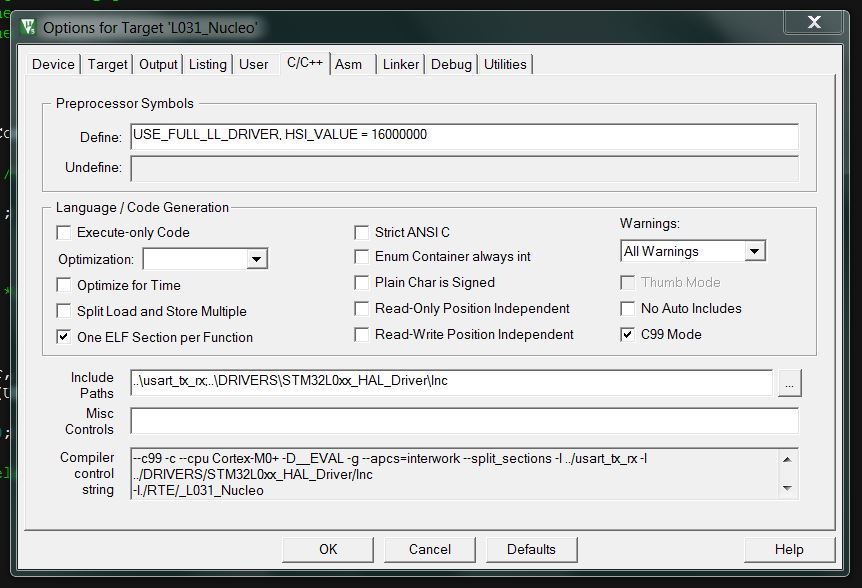 Options for Target 'L031_Nucleo'
Device Target Output Listing User C/C++ Asm Linker Debug Utilities
Preprocessor Symbols
Define: USE_FULL_LL_DRIVER, HSI_VALUE = 16000000
Undefine:
Language / Code Generation
Execute-only Code
Optimization:
Optimize for Time
Split Load and Store Multiple
One ELF Section per Function
Strict ANSI C
Enum Container always int
Plain Char is Signed
Read-Only Position Independent
Read-Write Position Independent
Warnings:
All Warnings
Thumb Mode
No Auto Includes
C99 Mode
Include
Paths
..\usart_tx_rx;..\DRIVERS\STM32L0xx_HAL_Driver\Inc
...
Misc
Controls
Compiler
control
string
--c99 -c --cpu Cortex-M0+ -D__EVAL -g --apcs=interwork --split_sections -I ../usart_tx_rx -I
../DRIVERS/STM32L0xx_HAL_Driver/Inc
-I./RTE/_L031_Nucleo
OK Cancel Defaults Help